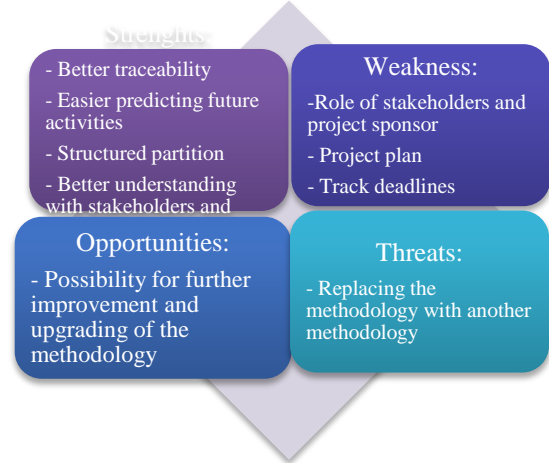 Strenghts:
- Better traceability
- Easier predicting future
activities
- Structured partition
- Better understanding
with stakeholders and
Weakness:
-Role of stakeholders and
project sponsor
- Project plan
- Track deadlines
Opportunities:
- Possibility for further
improvement and
upgrading of the
methodology
Threats:
- Replacing the
methodology with another
methodology